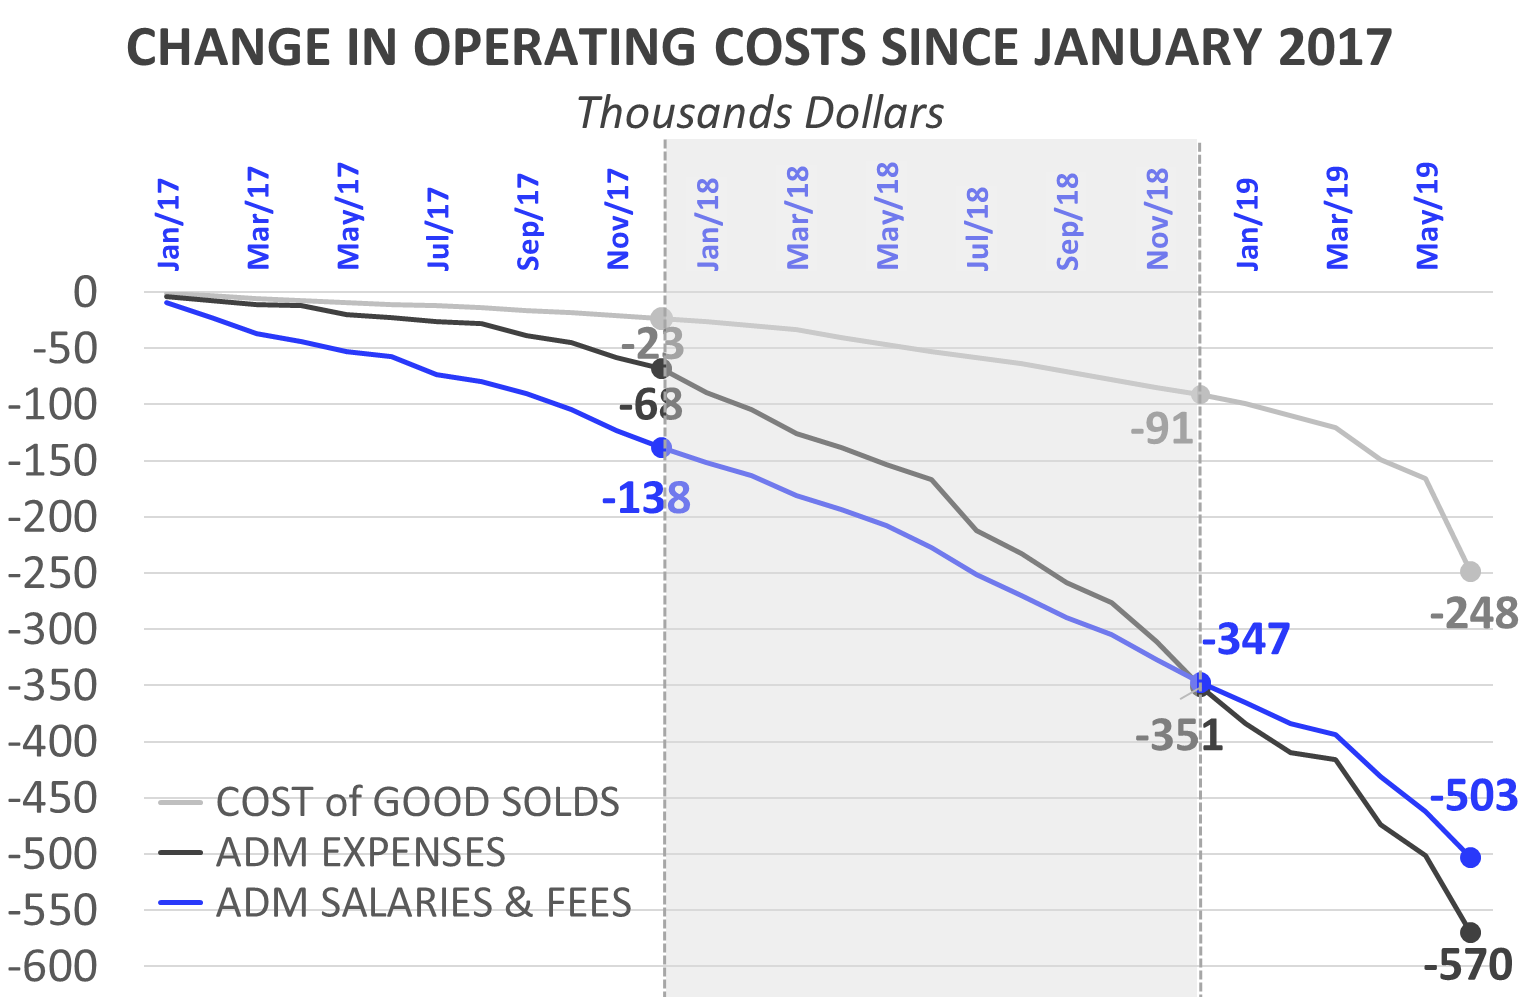 CHANGE IN OPERATING COSTS SINCE JANUARY 2017
Thousands Dollars
Jan/17
Mar/17
May/17
Jul/17
Sep/17
Nov/17
Jan/18
Mar/18
May/18
Jul/18
Sep/18
Nov/18
Jan/19
Mar/19
May/19
0
-50
-100
-150
-200
-250
-300
-350
-400
-450
-500
-550
-600
-23
-68
-138
-91
-347
-351
-248
-503
-570
COST of GOOD SOLDS
ADM EXPENSES
ADM SALARIES & FEES